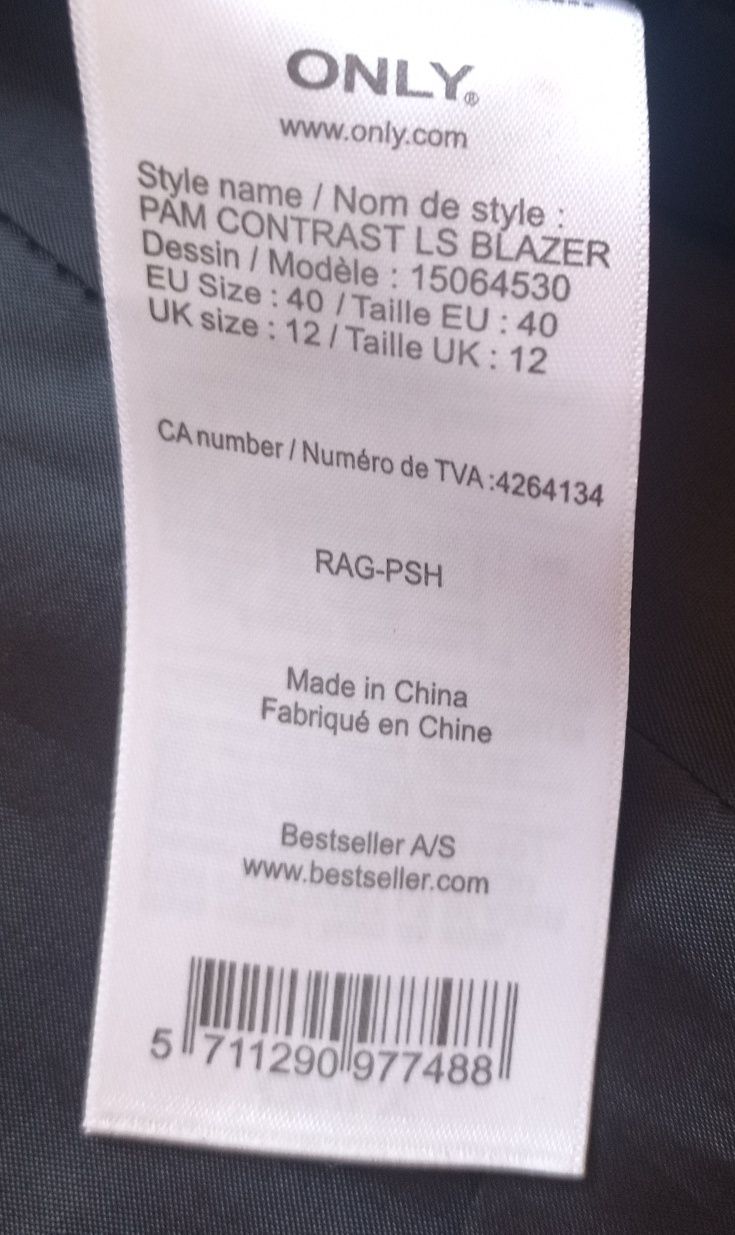 ONLY®
www.only.com
Style name / Nom de style :
PAM CONTRAST LS BLAZER
Dessin / Modèle : 15064530
EU Size : 40 / Taille EU : 40
UK size : 12 / Taille UK : 12
CA number / Numéro de TVA :4264134
RAG-PSH
Made in China
Fabriqué en Chine
Bestseller A/S
www.bestseller.com
5 711290 977488